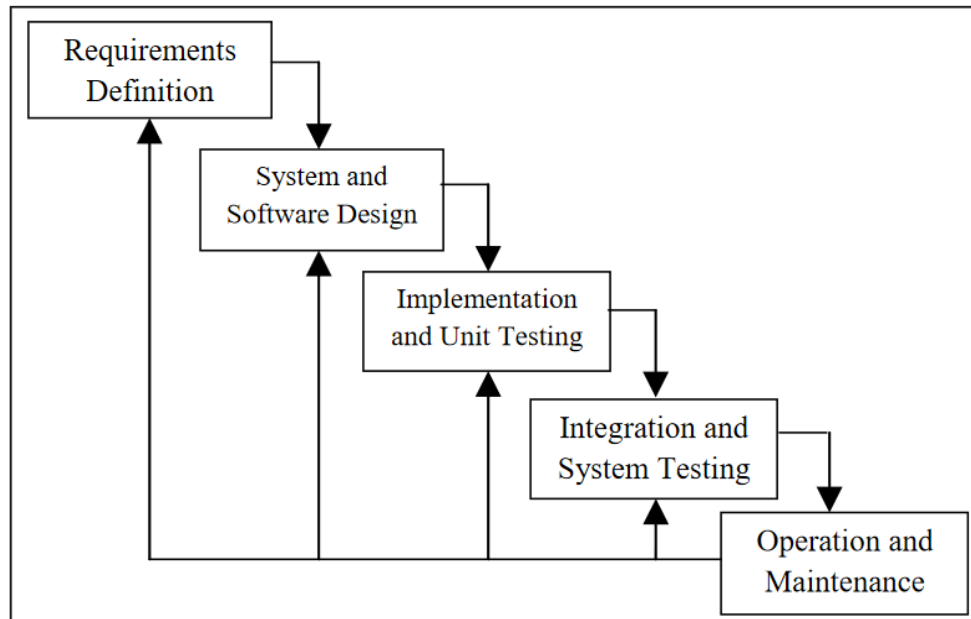 Requirements
Definition
System and
Software Design
Implementation
and Unit Testing
Integration and
System Testing
Operation and
Maintenance